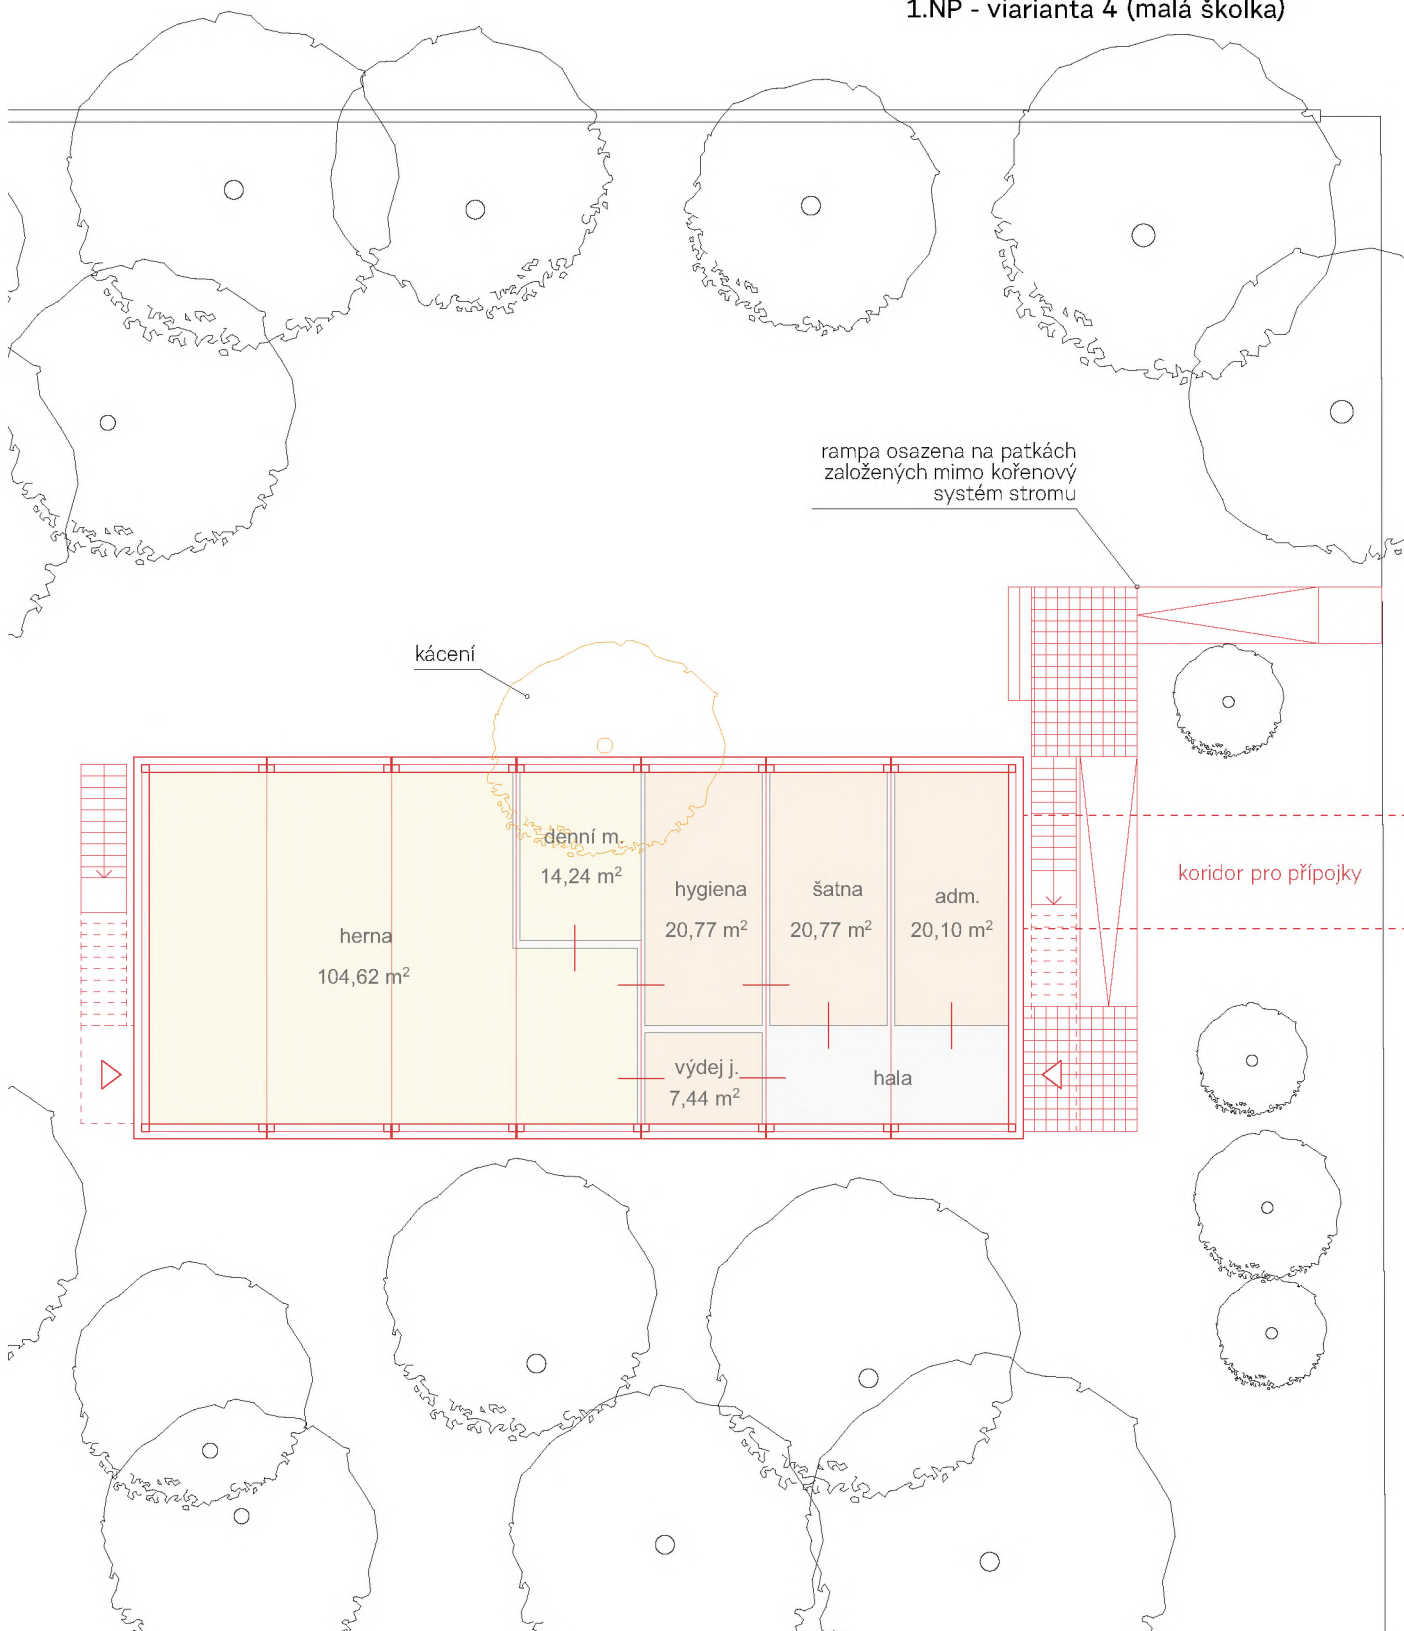 1.NP - viarianta 4 (malá školka)
rampa osazena na patkách
založených mimo kořenový
systém stromu
kácení
denní m.
14,24 m²
hygiena
20,77 m²
šatna
20,77 m²
adm.
20,10 m²
koridor pro přípojky
herna
104,62 m²
výdej j.
7,44 m²
hala